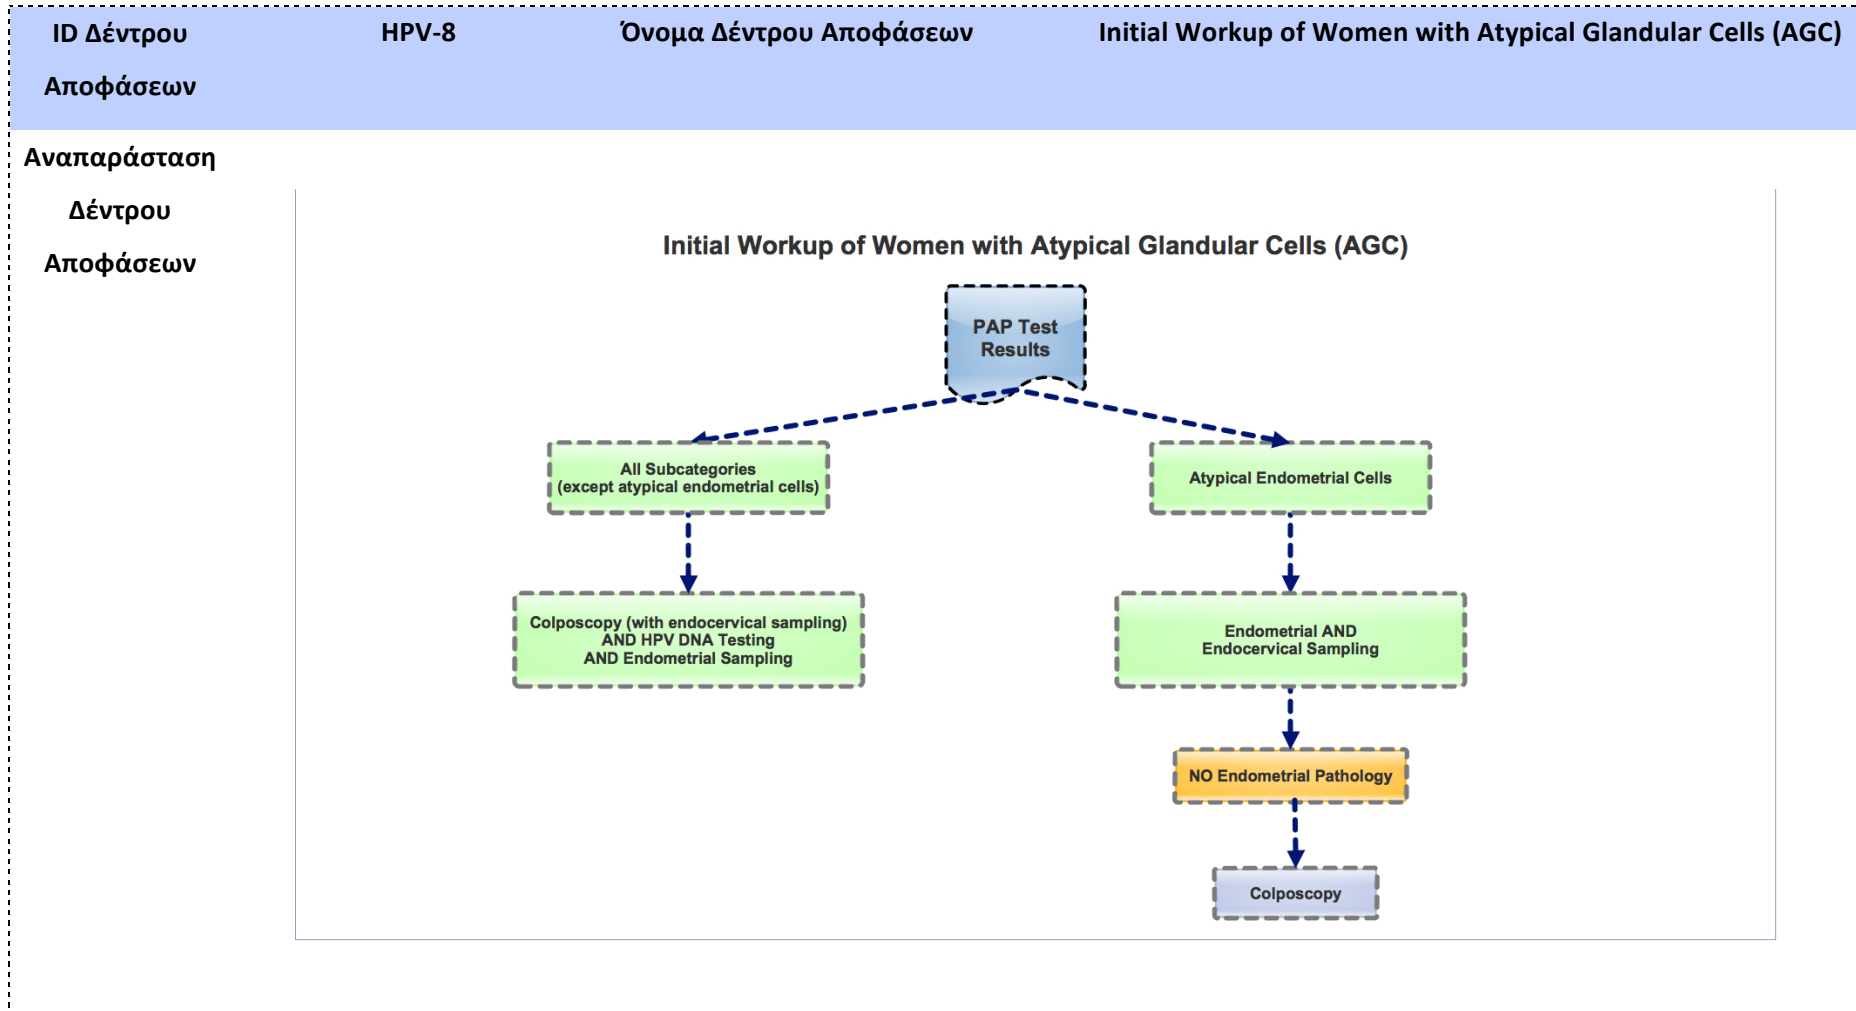 ID Δέντρου
Αποφάσεων
HPV-8
Όνομα Δέντρου Αποφάσεων
Initial Workup of Women with Atypical Glandular Cells (AGC)
Αναπαράσταση
Δέντρου
Αποφάσεων
Initial Workup of Women with Atypical Glandular Cells (AGC)
PAP Test
Results
All Subcategories
(except atypical endometrial cells)
Atypical Endometrial Cells
Colposcopy (with endocervical sampling)
AND HPV DNA Testing
AND Endometrial Sampling
Endometrial AND
Endocervical Sampling
NO Endometrial Pathology
Colposcopy